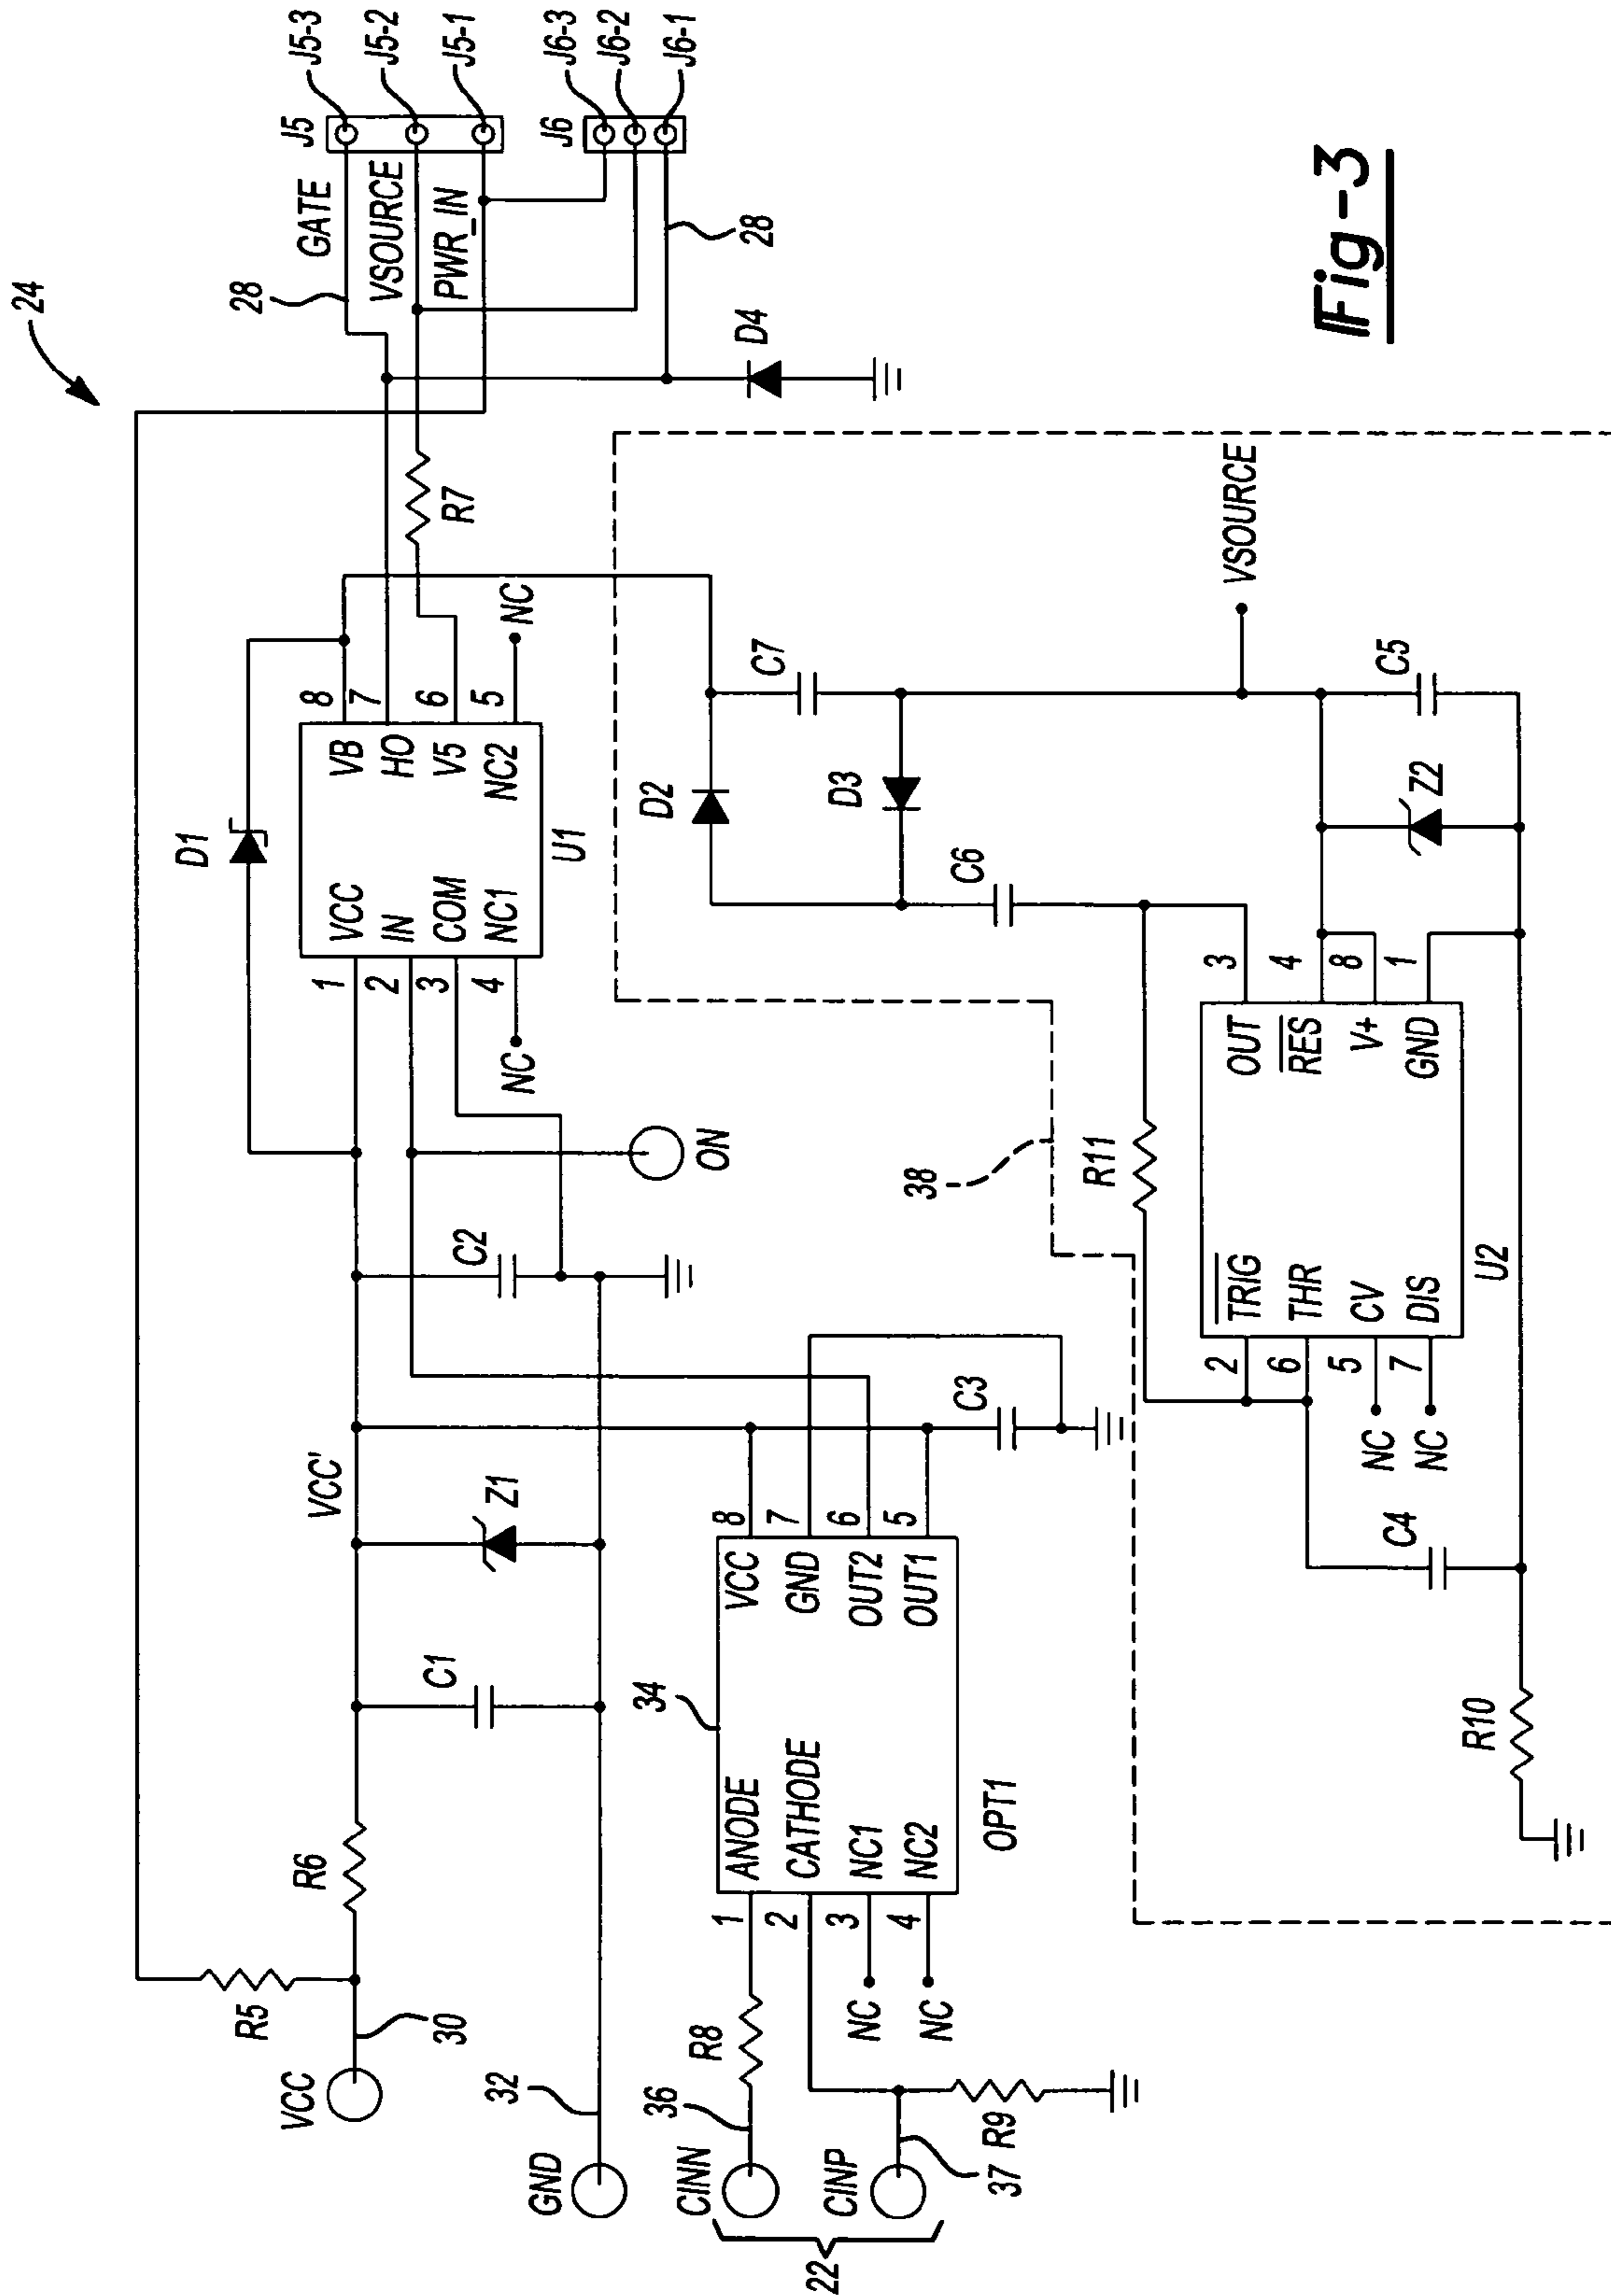 24
R5
VCC
30
R6
VCC'
C1
Z1
C2
D1
GND
32
1
2
3
4
VCC
IN
COM
NC1
VB
HO
V5
NC2
8
7
6
5
U1
NC
NC
ON
R7
28
GATE
VSOURCE
PWR_IN
J5
J5-3
J5-2
J5-1
J6
J6-3
J6-2
J6-1
28
D4
22
CINN
36
R8
CINP
37
R9
1
2
3
4
NC
NC
ANODE
CATHODE
NC1
NC2
VCC
GND
OUT2
OUT1
34
OPT1
8
7
6
5
C3
38
D2
D3
C7
C6
R11
VSOURCE
2
6
5
7
NC
NC
TRIG
THR
CV
DIS
OUT
RES
V+
GND
U2
3
4
8
1
Z2
C5
C4
R10
Fig-3